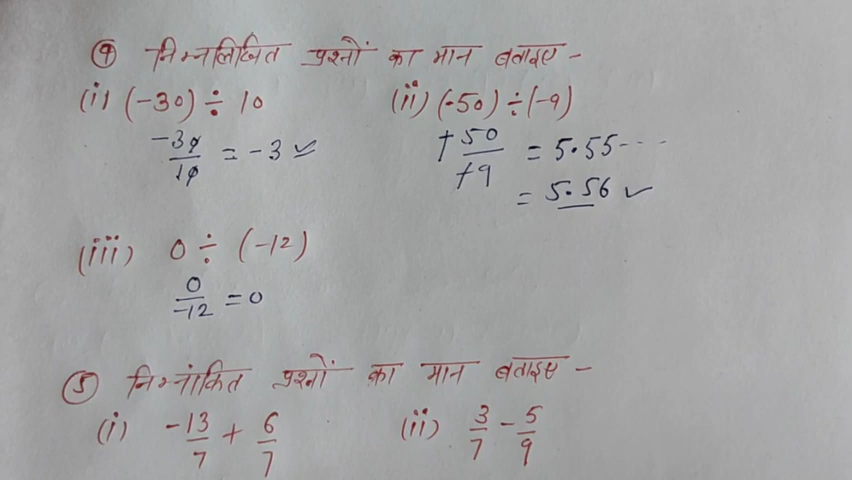 ④ निम्नलिखित प्रश्नों का मान बताइए -
(i) (-30) ÷ 10 (ii) (-50) ÷ (-9)
-30/10 = -3 ✓ +50/+9 = 5.55----
= 5.56 ✓
(iii) 0 ÷ (-12)
0/-12 = 0
⑤ निम्नांकित प्रश्नों का मान बताइए -
(i) -13/7 + 6/7 (ii) 3/7 - 5/9